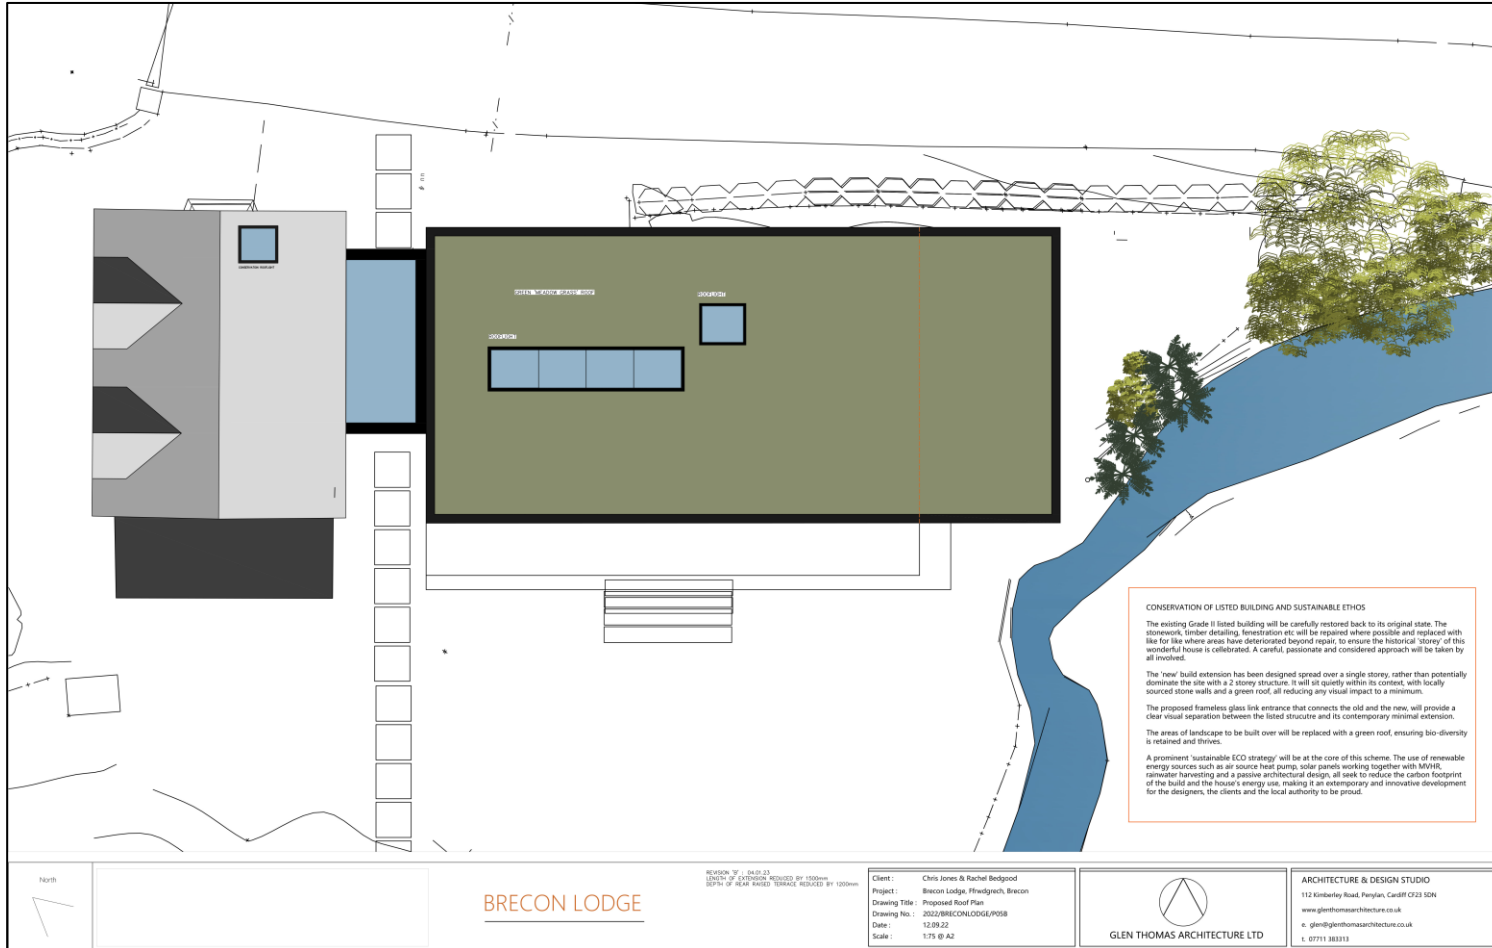 CONSERVATION ROOFLIGHT
GREEN 'MEADOW GRASS' ROOF
ROOFLIGHT
ROOFLIGHT
CONSERVATION OF LISTED BUILDING AND SUSTAINABLE ETHOS
The existing Grade II listed building will be carefully restored back to its original state. The
stonework, timber detailing, fenestration etc will be repaired where possible and replaced with
like for like where areas have deteriorated beyond repair, to ensure the historical 'storey' of this
wonderful house is cellebrated. A careful, passionate and considered approach will be taken by
all involved.
The 'new' build extension has been designed spread over a single storey, rather than potentially
dominate the site with a 2 storey structure. It will sit quietly within its context, with locally
sourced stone walls and a green roof, all reducing any visual impact to a minimum.
The proposed frameless glass link entrance that connects the old and the new, will provide a
clear visual separation between the listed strucutre and its contemporary minimal extension.
The areas of landscape to be built over will be replaced with a green roof, ensuring bio-diversity
is retained and thrives.
A prominent 'sustainable ECO strategy' will be at the core of this scheme. The use of renewable
energy sources such as air source heat pump, solar panels working together with MVHR,
rainwater harvesting and a passive architectural design, all seek to reduce the carbon footprint
of the build and the house's energy use, making it an extemporary and innovative development
for the designers, the clients and the local authority to be proud.
North
BRECON LODGE
REVISION 'B' : 04.01.23
LENGTH OF EXTENSION REDUCED BY 1500mm
DEPTH OF REAR RAISED TERRACE REDUCED BY 1200mm
Client : Chris Jones & Rachel Bedgood
Project : Brecon Lodge, Ffrwdgrech, Brecon
Drawing Title : Proposed Roof Plan
Drawing No. : 2022/BRECONLODGE/P05B
Date : 12.09.22
Scale : 1:75 @ A2
GLEN THOMAS ARCHITECTURE LTD
ARCHITECTURE & DESIGN STUDIO
112 Kimberley Road, Penylan, Cardiff CF23 5DN
www.glenthomasarchitecture.co.uk
e. glen@glenthomasarchitecture.co.uk
t. 07711 383313